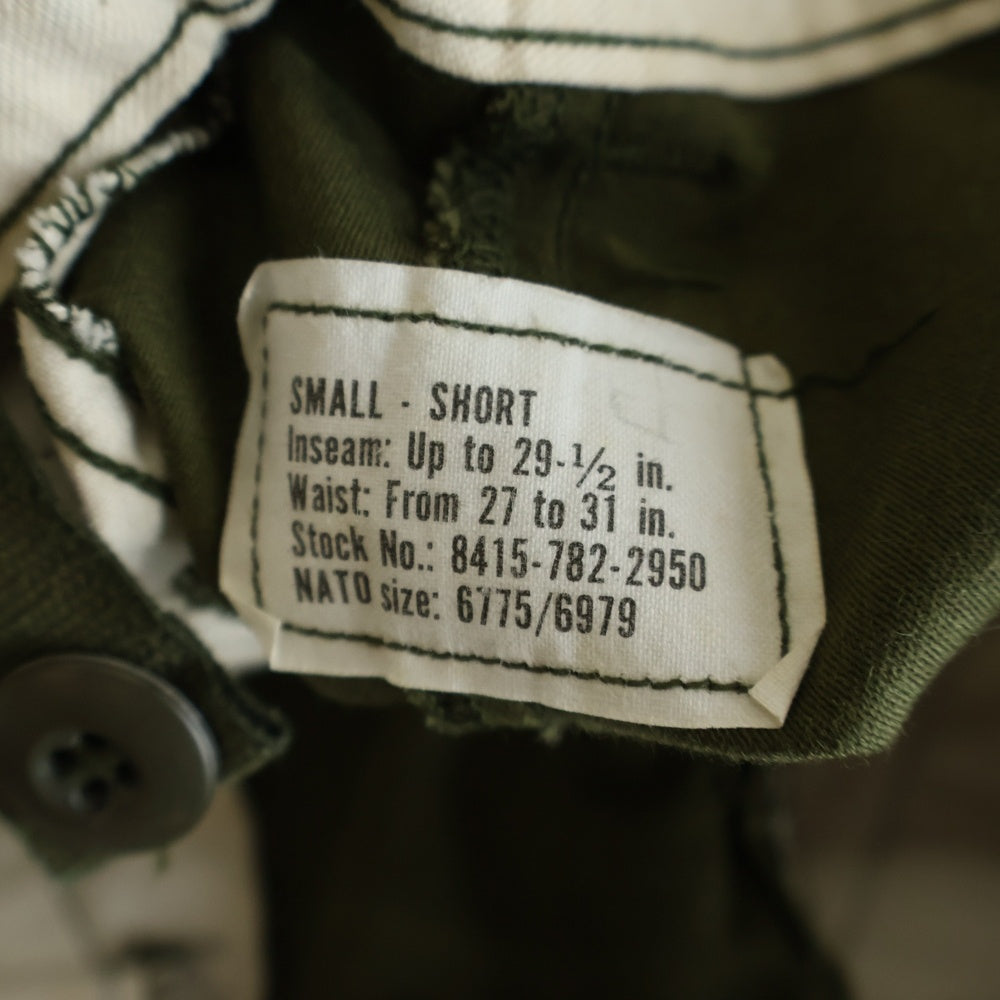 SMALL - SHORT
Inseam: Up to 29-½ in.
Waist: From 27 to 31 in.
Stock No.: 8415-782-2950
NATO size: 6775/6979